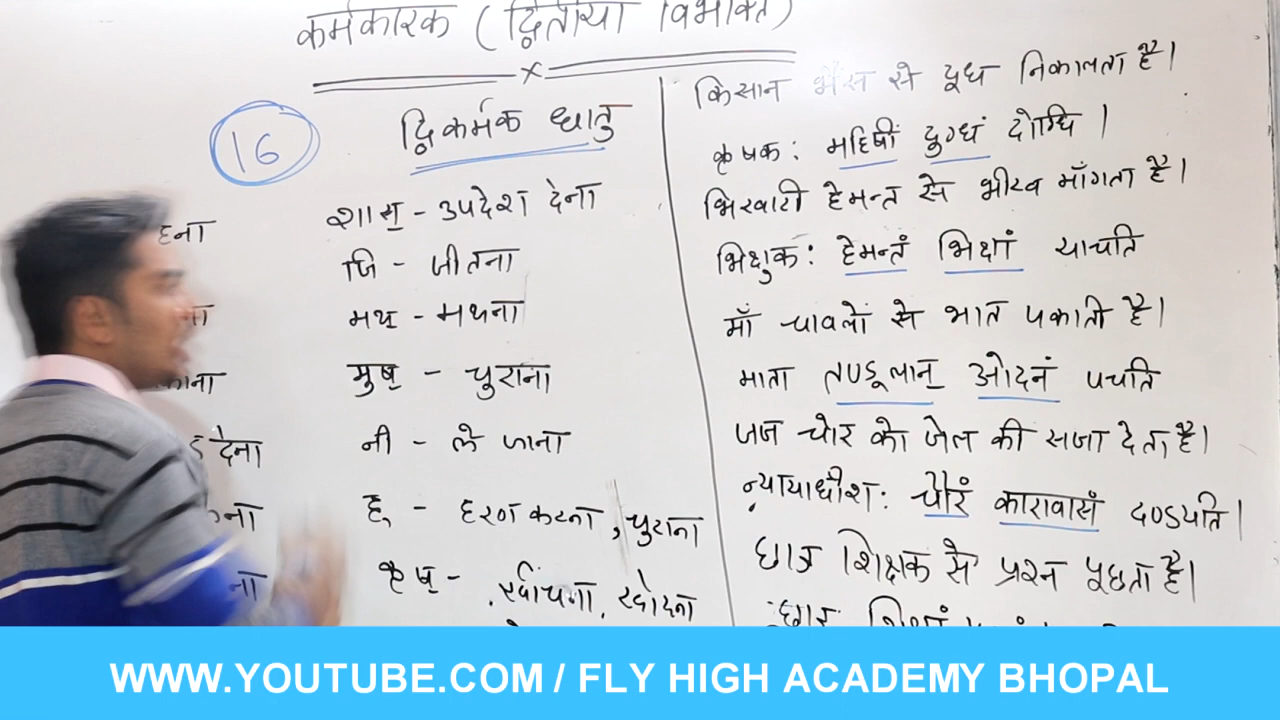 कर्मकारक (द्वितीया विभक्ति)
16
द्विकर्मक धातु
शास् - उपदेश देना
जि - जीतना
मथ् - मथना
मुष् - चुराना
नी - ले जाना
हृ - हरण करना, चुराना
कृष् - खींचना, खोदना
देना
किसान भैंस से दूध निकालता है।
कृषक: महिषीं दुग्धं दोग्धि।
भिखारी हेमन्त से भीख माँगता है।
भिक्षुक: हेमन्तं भिक्षां याचति
माँ चावलों से भात पकाती है।
माता तण्डूलान् ओदनं पचति
जज चोर को जेल की सजा देता है।
न्यायाधीश: चौरं कारावासं दण्डयति।
छात्र शिक्षक से प्रश्न पूछता है।
WWW.YOUTUBE.COM / FLY HIGH ACADEMY BHOPAL